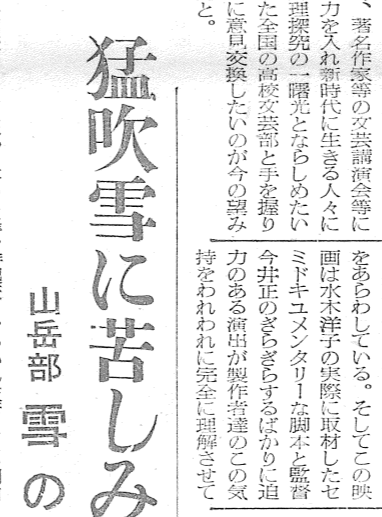 、著名作家等の文芸講演会等に
力を入れ新時代に生きる人々に
理探究の一曙光とならしめたい
た全国の高校文芸部と手を握り
に意見交換したいのが今の望み
と。
をあらわしている。そしてこの映
画は水木洋子の実際に取材したセ
ミドキュメンタリーな脚本と監督
今井正のぎらぎらするばかりに迫
力のある演出が製作者達のこの気
持をわれわれに完全に理解させて
猛吹雪に苦しみ
山岳部 雪の